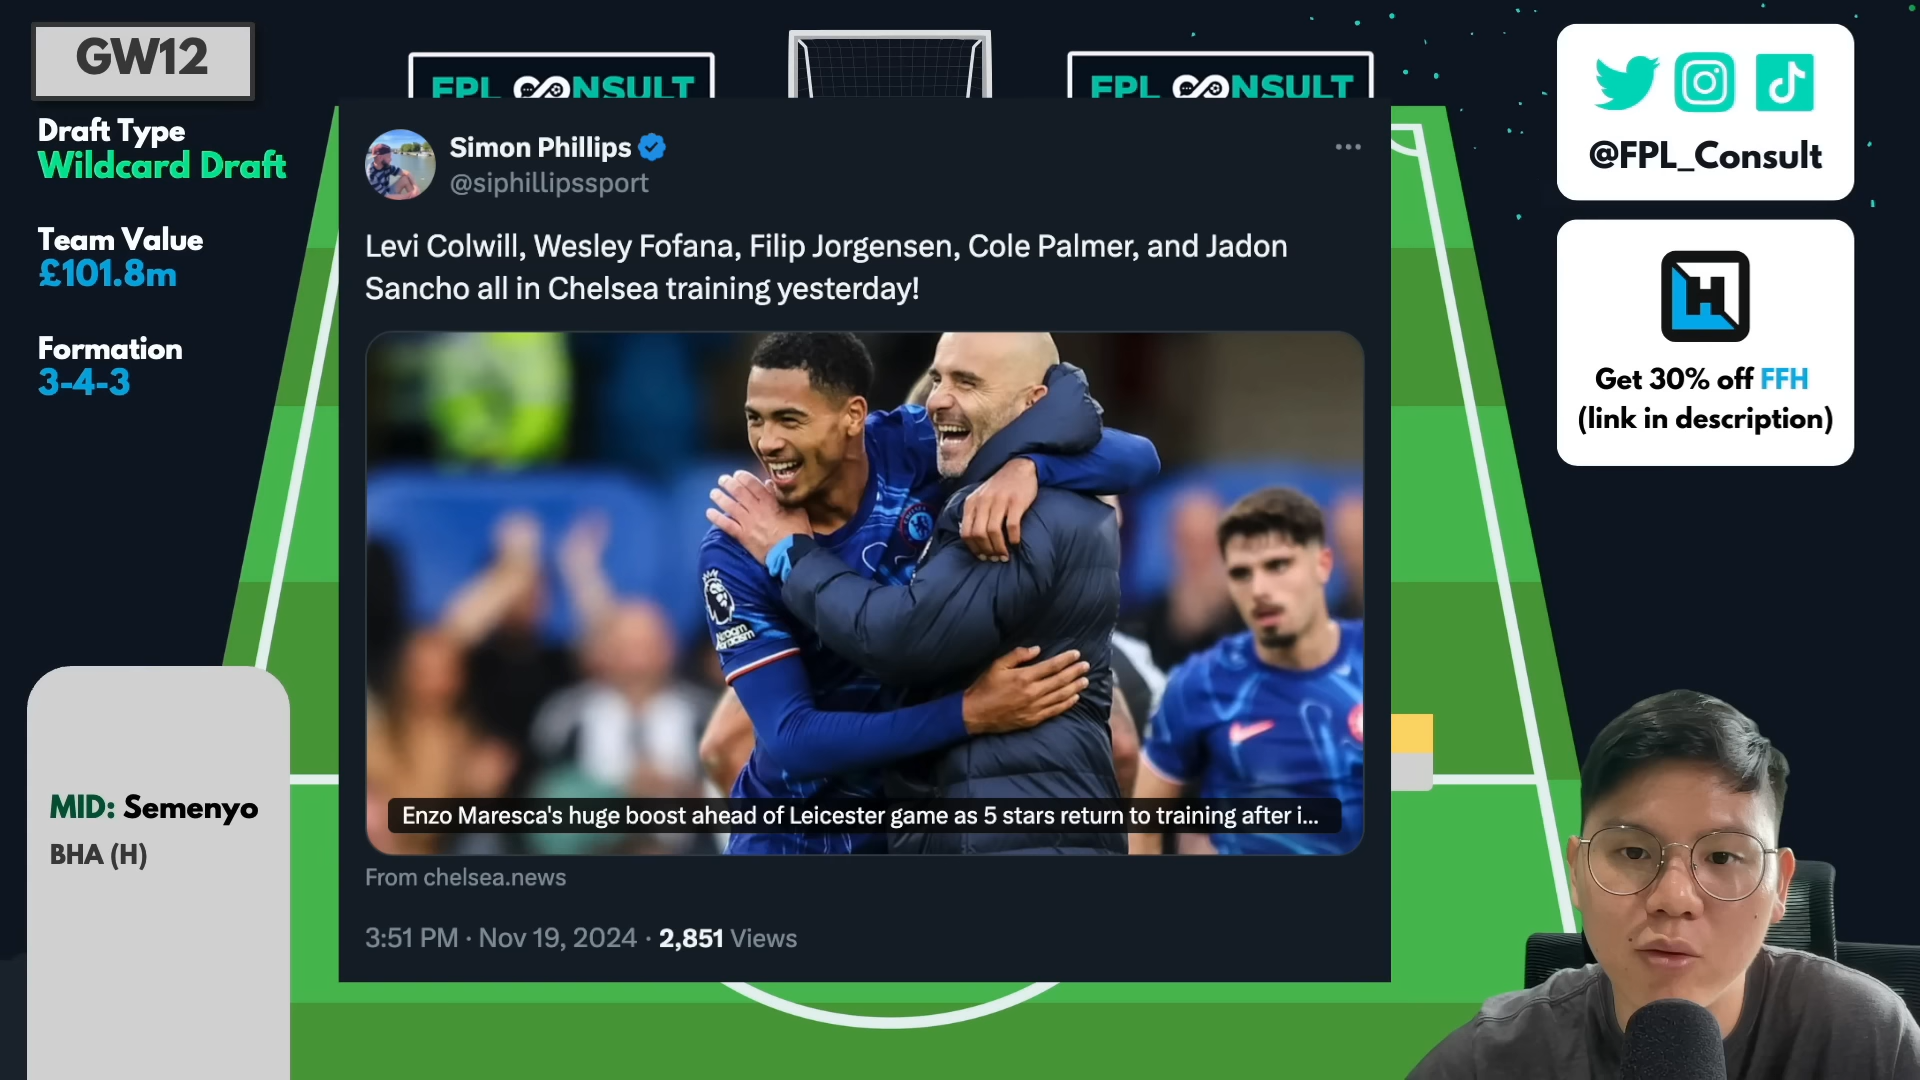 GW12
Draft Type
Wildcard Draft
Team Value
£101.8m
Formation
3-4-3
FPL CONSULT
FPL CONSULT
Simon Phillips
@siphillipssport
Levi Colwill, Wesley Fofana, Filip Jorgensen, Cole Palmer, and Jadon
Sancho all in Chelsea training yesterday!
Enzo Maresca's huge boost ahead of Leicester game as 5 stars return to training after i...
From chelsea.news
3:51 PM · Nov 19, 2024 · 2,851 Views
MID: Semenyo
BHA (H)
@FPL_Consult
Get 30% off FFH
(link in description)